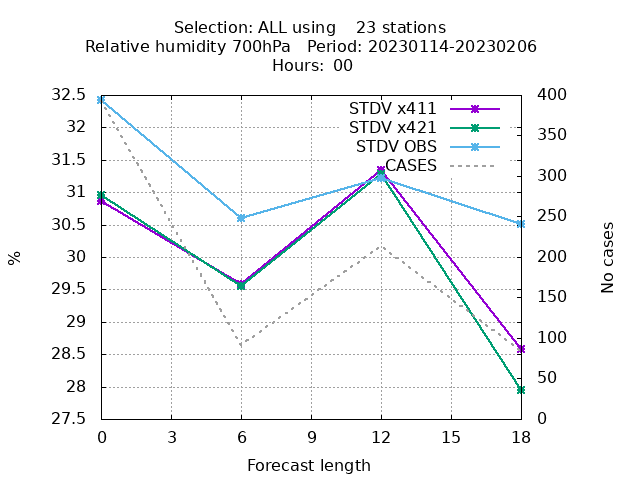 Selection: ALL using    23 stations
Relative humidity 700hPa   Period: 20230114-20230206
Hours:  00
STDV x411
STDV x421
STDV OBS
CASES
32.5
32
31.5
31
30.5
30
29.5
29
28.5
28
27.5
%
400
350
300
250
200
150
100
50
0
No cases
0 3 6 9 12 15 18
Forecast length